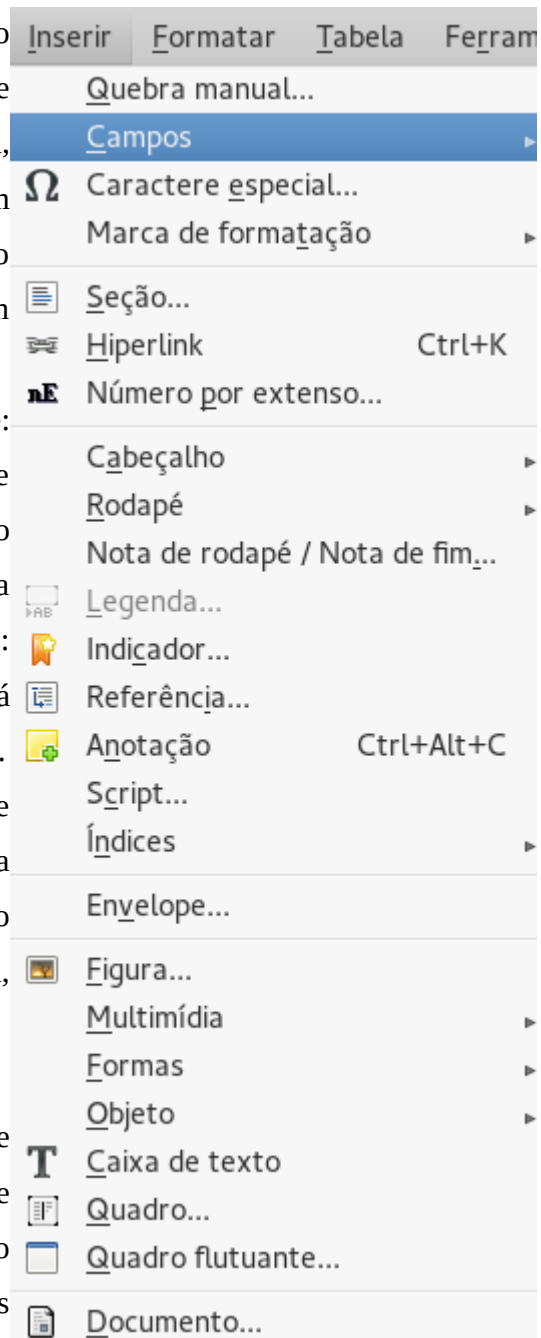 Inserir Formatar Tabela Ferram
Quebra manual...
Campos
Caractere especial...
Marca de formatação
Seção...
Hiperlink Ctrl+K
nE Número por extenso...
Cabeçalho
Rodapé
Nota de rodapé / Nota de fim...
Legenda...
Indicador...
Referência...
Anotação Ctrl+Alt+C
Script...
Índices
Envelope...
Figura...
Multimídia
Formas
Objeto
Caixa de texto
Quadro...
Quadro flutuante...
Documento...